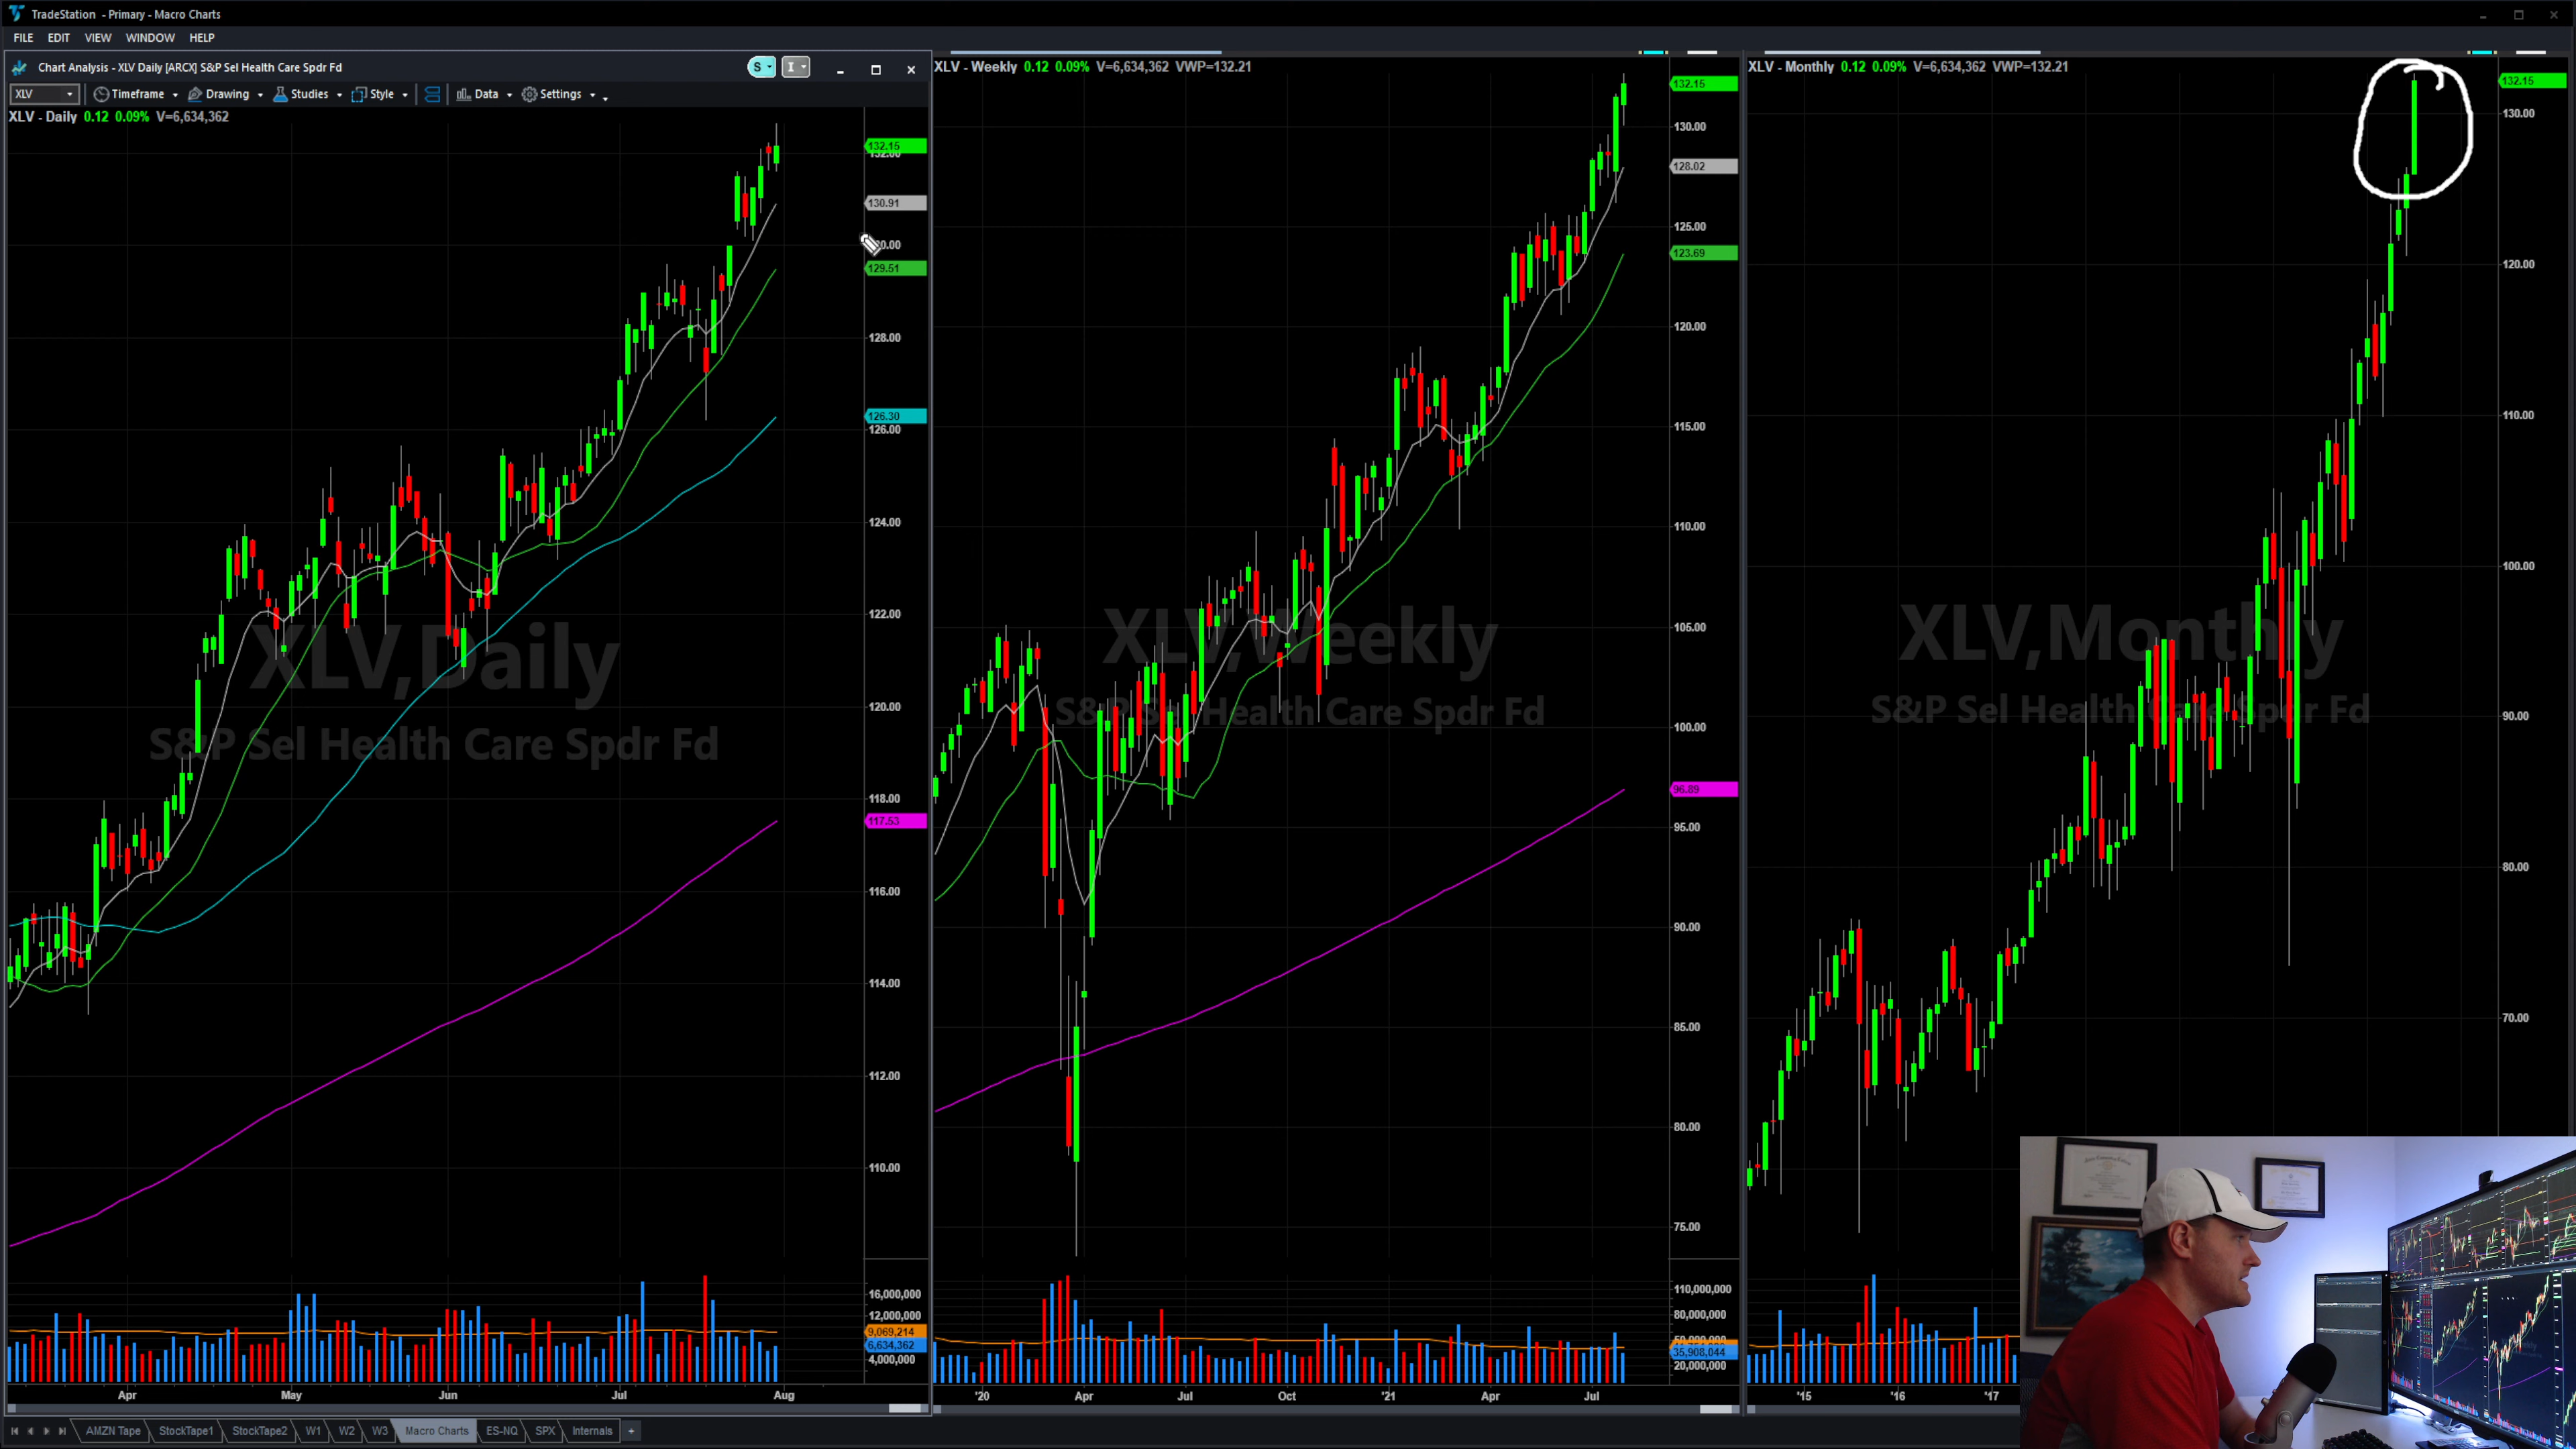 TradeStation - Primary - Macro Charts
FILE EDIT VIEW WINDOW HELP
Chart Analysis - XLV Daily [ARCX] S&P Sel Health Care Spdr Fd
S I
XLV Timeframe Drawing Studies Style Data Settings
XLV - Daily 0.12 0.09% V=6,634,362
132.15
130.91
129.51
128.00
126.30
126.00
124.00
122.00
120.00
118.00
117.53
116.00
114.00
112.00
110.00
XLV,Daily
S&P Sel Health Care Spdr Fd
16,000,000
12,000,000
9,069,214
6,634,362
4,000,000
Apr May Jun Jul Aug
XLV - Weekly 0.12 0.09% V=6,634,362 VWP=132.21
132.15
130.00
128.02
125.00
123.69
120.00
115.00
110.00
105.00
100.00
96.89
95.00
90.00
85.00
80.00
75.00
XLV,Weekly
S&P Sel Health Care Spdr Fd
110,000,000
80,000,000
35,908,044
20,000,000
'20 Apr Jul Oct '21 Apr Jul
XLV - Monthly 0.12 0.09% V=6,634,362 VWP=132.21
132.15
130.00
120.00
110.00
100.00
90.00
80.00
70.00
XLV,Monthly
S&P Sel Health Care Spdr Fd
'15 '16 '17
AMZN Tape StockTape1 StockTape2 W1 W2 W3 Macro Charts ES-NQ SPX Internals +